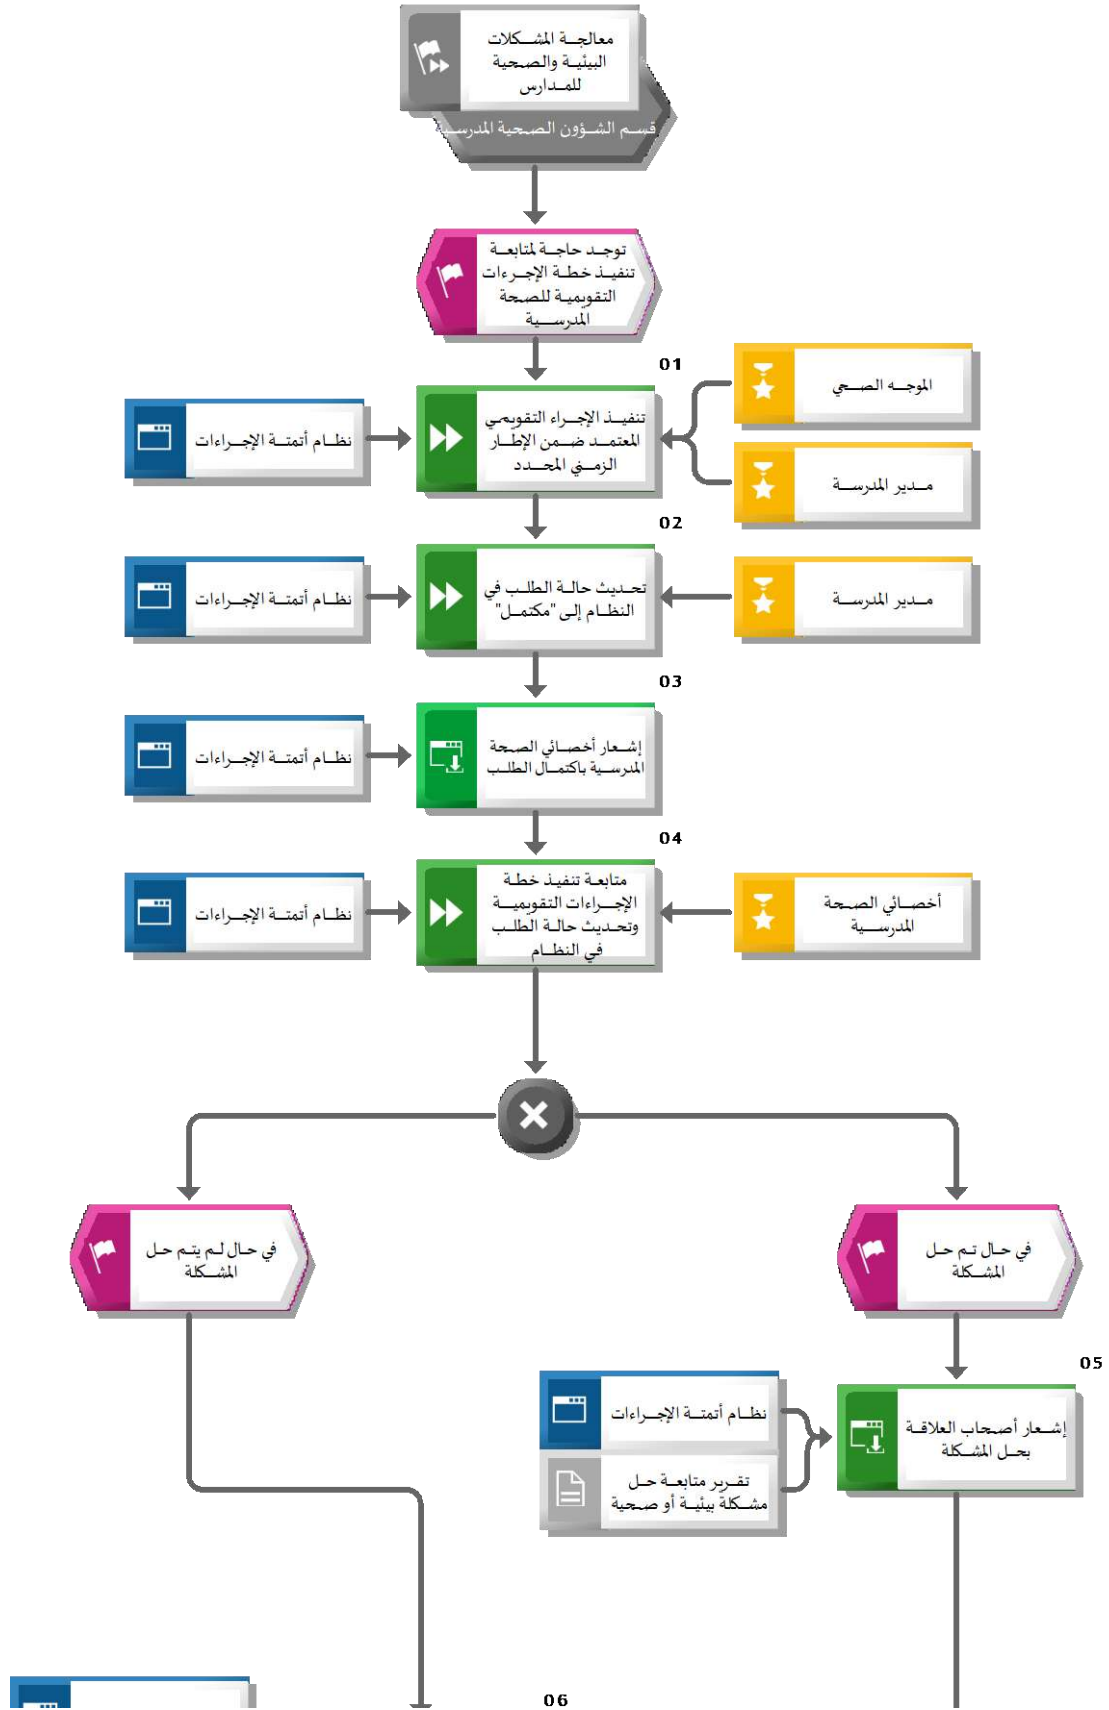 معالجة المشكلات
البيئية والصحية
للمدارس
قسم الشؤون الصحية المدرسية
توجد حاجة لمتابعة
تنفيذ خطة الإجرءات
التقويمية للصحة
المدرسية
01
الموجه الصحي
تنفيذ الإجراء التقويمي
المعتمد ضمن الإطار
الزمني المحدد
نظام أتمتة الإجراءات
مدير المدرسة
02
مدير المدرسة
تحديث حالة الطلب في
النظام إلى "مكتمل"
نظام أتمتة الإجراءات
03
إشعار أخصائي الصحة
المدرسية باكتمال الطلب
نظام أتمتة الإجراءات
04
أخصائي الصحة
المدرسية
متابعة تنفيذ خطة
الإجراءات التقويمية
وتحديث حالة الطلب
في النظام
نظام أتمتة الإجراءات
في حال تم حل
المشكلة
في حال لم يتم حل
المشكلة
05
إشعار أصحاب العلاقة
بحل المشكلة
نظام أتمتة الإجراءات
تقرير متابعة حل
مشكلة بيئية أو صحية
06